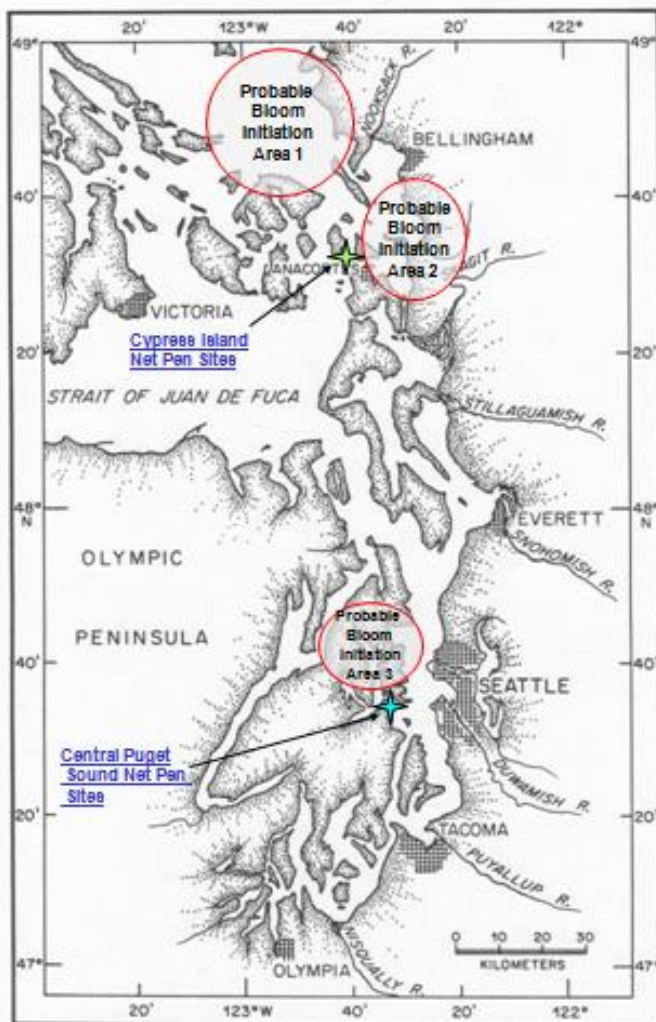 20'
123° W
40'
20'
122°
49°
49°
Probable
Bloom
Initiation
Area 1
NOOKSACK R.
BELLINGHAM
40'
40'
Probable
Bloom
Initiation
Area 2
SKAGIT R.
ANACORTES
VICTORIA
Cypress Island
Net Pen Sites
20'
20'
STRAIT OF JUAN DE FUCA
STILLAGUAMISH R.
48°
N
48°
N
EVERETT
SNOHOMISH R.
OLYMPIC
PENINSULA
Probable
Bloom
Initiation
Area 3
40'
40'
SEATTLE
Central Puget
Sound Net Pen
Sites
DUWAMISH R.
20'
20'
TACOMA
PUYALLUP R.
0 10 20 30
KILOMETERS
47°
47°
OLYMPIA
NISQUALLY R.
20'
123° W
40'
20'
122°